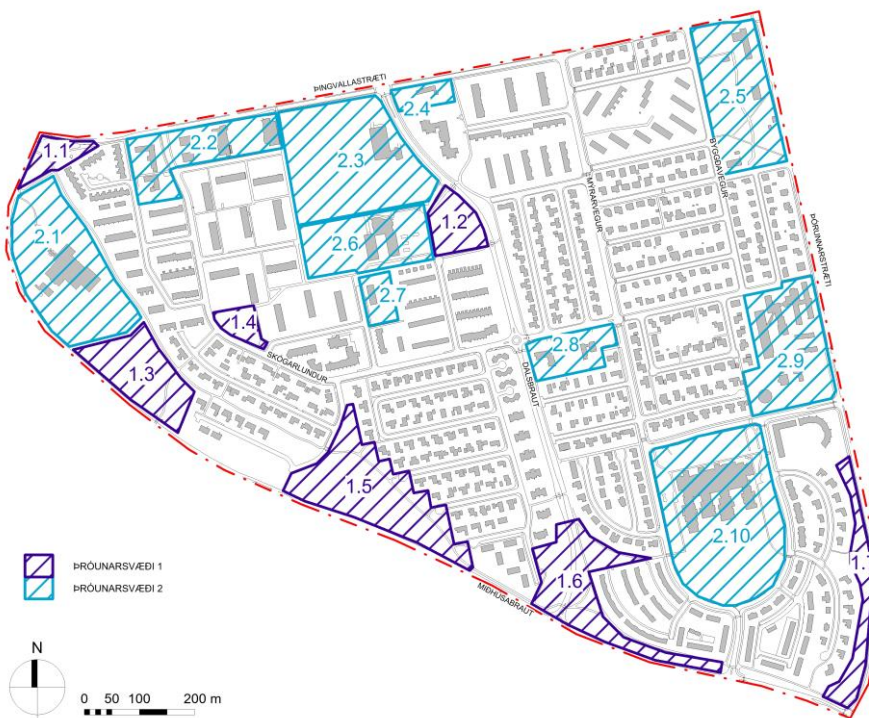 ÞINGVALLASTRÆTI
2.4
2.5
1.1
2.2
2.3
BYGGÐAVEGUR
MÝRARVEGUR
1.2
2.1
2.6
ÞÓRUNNARSTRÆTI
2.7
1.4
2.8
SKÓGARLUNDUR
DALSBRAUT
2.9
1.3
1.5
2.10
1.6
1.7
MIÐHÚSABRAUT
ÞRÓUNARSVÆÐI 1
ÞRÓUNARSVÆÐI 2
N
0 50 100 200 m